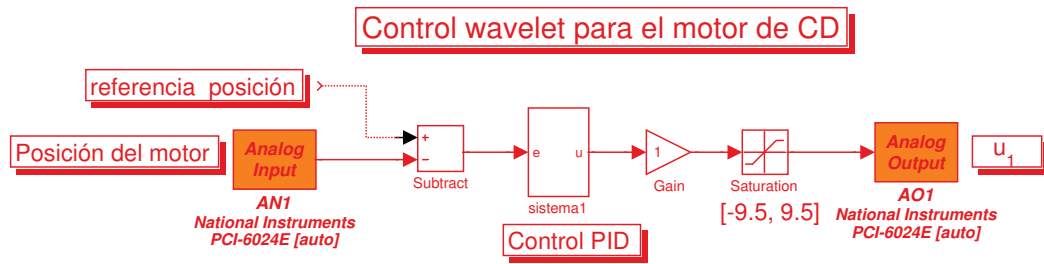 Control wavelet para el motor de CD
referencia posición
Posición del motor
Analog
Input
AN1
National Instruments
PCI-6024E [auto]
+
−
Subtract
e
u
sistema1
Control PID
1
Gain
Saturation
[-9.5, 9.5]
Analog
Output
AO1
National Instruments
PCI-6024E [auto]
u1